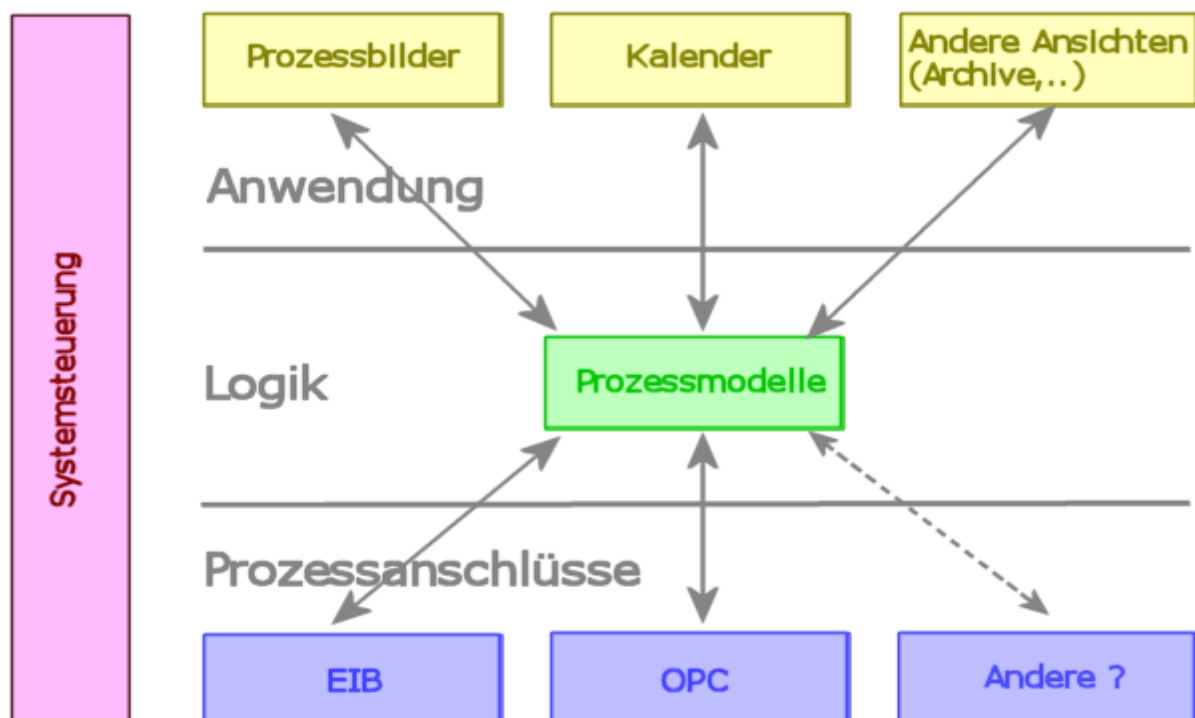 Systemsteuerung
Prozessbilder
Kalender
Andere Ansichten
(Archive,..)
Anwendung
Logik
Prozessmodelle
Prozessanschlüsse
EIB
OPC
Andere ?